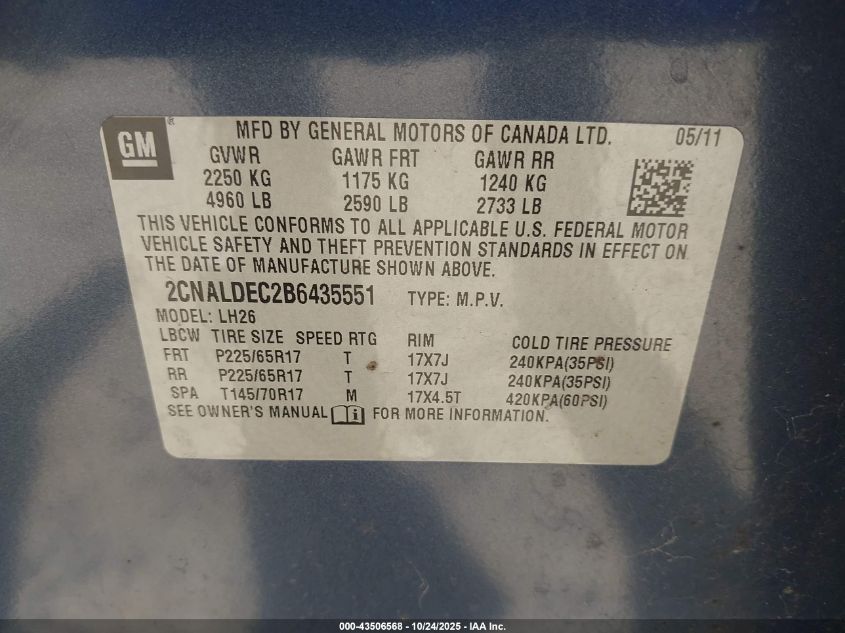 GM ® MFD BY GENERAL MOTORS OF CANADA LTD. 05/11
GVWR GAWR FRT GAWR RR
2250 KG 1175 KG 1240 KG
4960 LB 2590 LB 2733 LB
THIS VEHICLE CONFORMS TO ALL APPLICABLE U.S. FEDERAL MOTOR
VEHICLE SAFETY AND THEFT PREVENTION STANDARDS IN EFFECT ON
THE DATE OF MANUFACTURE SHOWN ABOVE.
2CNALDEC2B6435551 TYPE: M.P.V.
MODEL: LH26
LBCW TIRE SIZE SPEED RTG RIM COLD TIRE PRESSURE
FRT P225/65R17 T 17X7J 240KPA(35PSI)
RR P225/65R17 T 17X7J 240KPA(35PSI)
SPA T145/70R17 M 17X4.5T 420KPA(60PSI)
SEE OWNER'S MANUAL i FOR MORE INFORMATION.
000-43506568 - 10/24/2025 - IAA Inc.